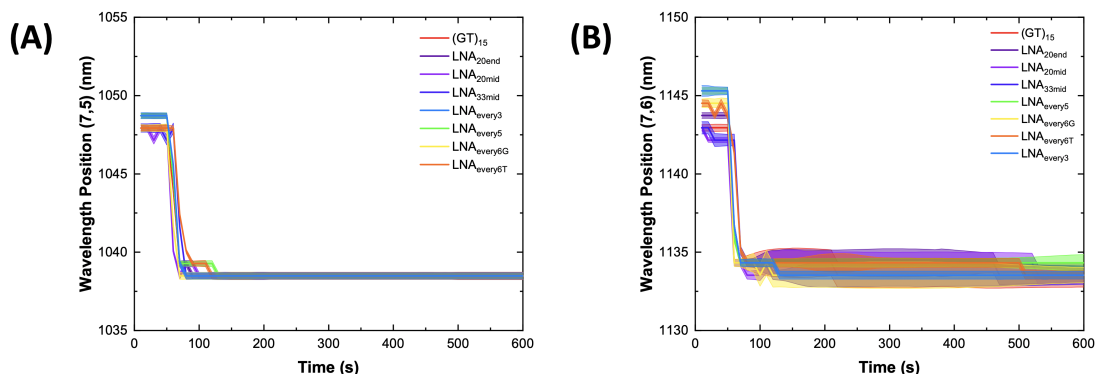 (A)
Wavelength Position (7,5) (nm)
1055
1050
1045
1040
1035
0 100 200 300 400 500 600
Time (s)
(GT)15
LNA20end
LNA20mid
LNA33mid
LNAevery3
LNAevery5
LNAevery6G
LNAevery6T
(B)
Wavelength Position (7,6) (nm)
1150
1145
1140
1135
1130
0 100 200 300 400 500 600
Time (s)
(GT)15
LNA20end
LNA20mid
LNA33mid
LNAevery5
LNAevery6G
LNAevery6T
LNAevery3